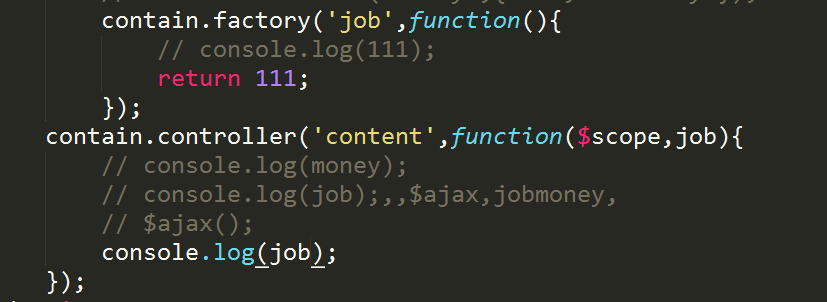 contain.factory('job',function(){
// console.log(111);
return 111;
});
contain.controller('content',function($scope,job){
// console.log(money);
// console.log(job);,,$ajax,jobmoney,
// $ajax();
console.log(job);
});